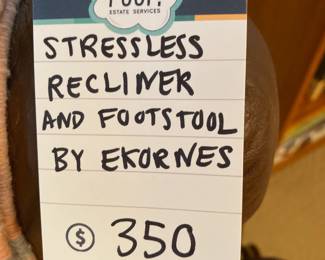 ESTATE SERVICES
STRESSLESS
RECLINER
AND FOOTSTOOL
BY EKORNES
$ 350